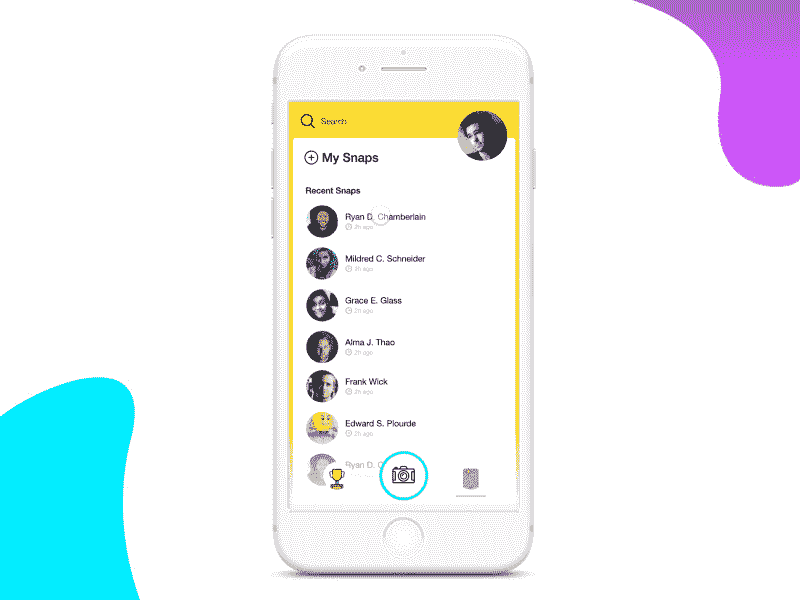 Search
My Snaps
Recent Snaps
Ryan D. Chamberlain
2h ago
Mildred C. Schneider
2h ago
Grace E. Glass
2h ago
Alma J. Thao
2h ago
Frank Wick
2h ago
Edward S. Plourde
2h ago
Ryan D. C